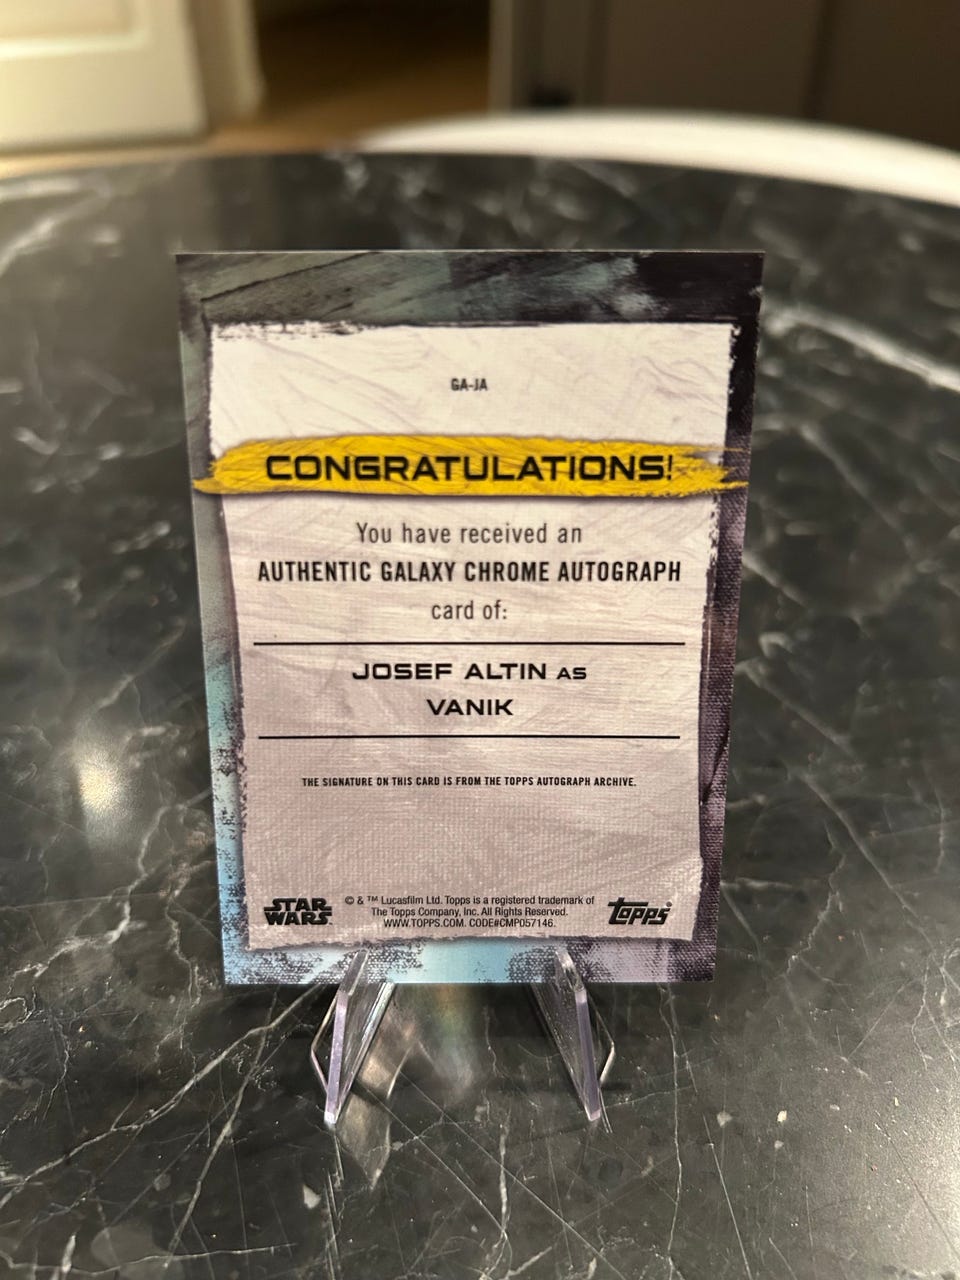 GA-JA
CONGRATULATIONS!
You have received an
AUTHENTIC GALAXY CHROME AUTOGRAPH
card of:
JOSEF ALTIN AS
VANIK
THE SIGNATURE ON THIS CARD IS FROM THE TOPPS AUTOGRAPH ARCHIVE.
STAR
WARS
© & ™ Lucasfilm Ltd. Topps is a registered trademark of
The Topps Company, Inc. All Rights Reserved.
WWW.TOPPS.COM. CODE#CMP057146.
topps